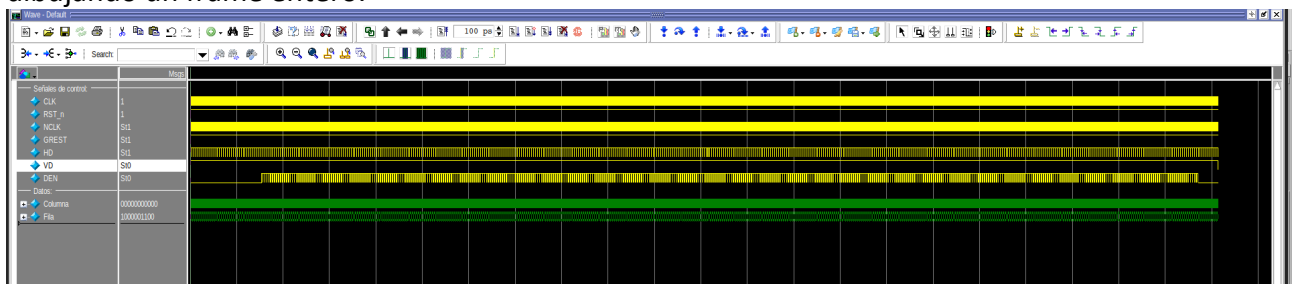 dibujando un frame entero.
Wave - Default
100 ps
Search:
Msgs
Señales de control:
CLK 1
RST_n 1
NCLK St1
GREST St1
HD St1
VD St0
DEN St0
Datos:
Columna 00000000000
Fila 1000001100